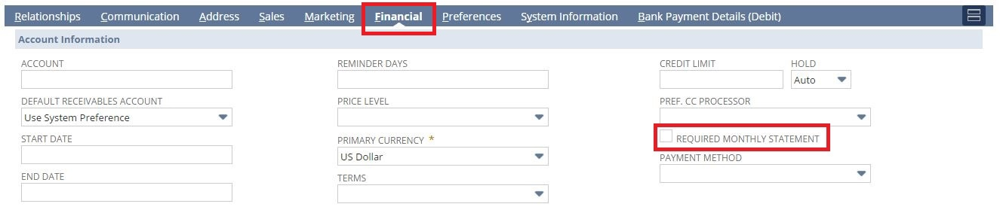 Relationships Communication Address Sales Marketing Financial Preferences System Information Bank Payment Details (Debit)
Account Information
ACCOUNT
DEFAULT RECEIVABLES ACCOUNT
Use System Preference
START DATE
END DATE
REMINDER DAYS
PRICE LEVEL
PRIMARY CURRENCY *
US Dollar
TERMS
CREDIT LIMIT HOLD
Auto
PREF. CC PROCESSOR
REQUIRED MONTHLY STATEMENT
PAYMENT METHOD